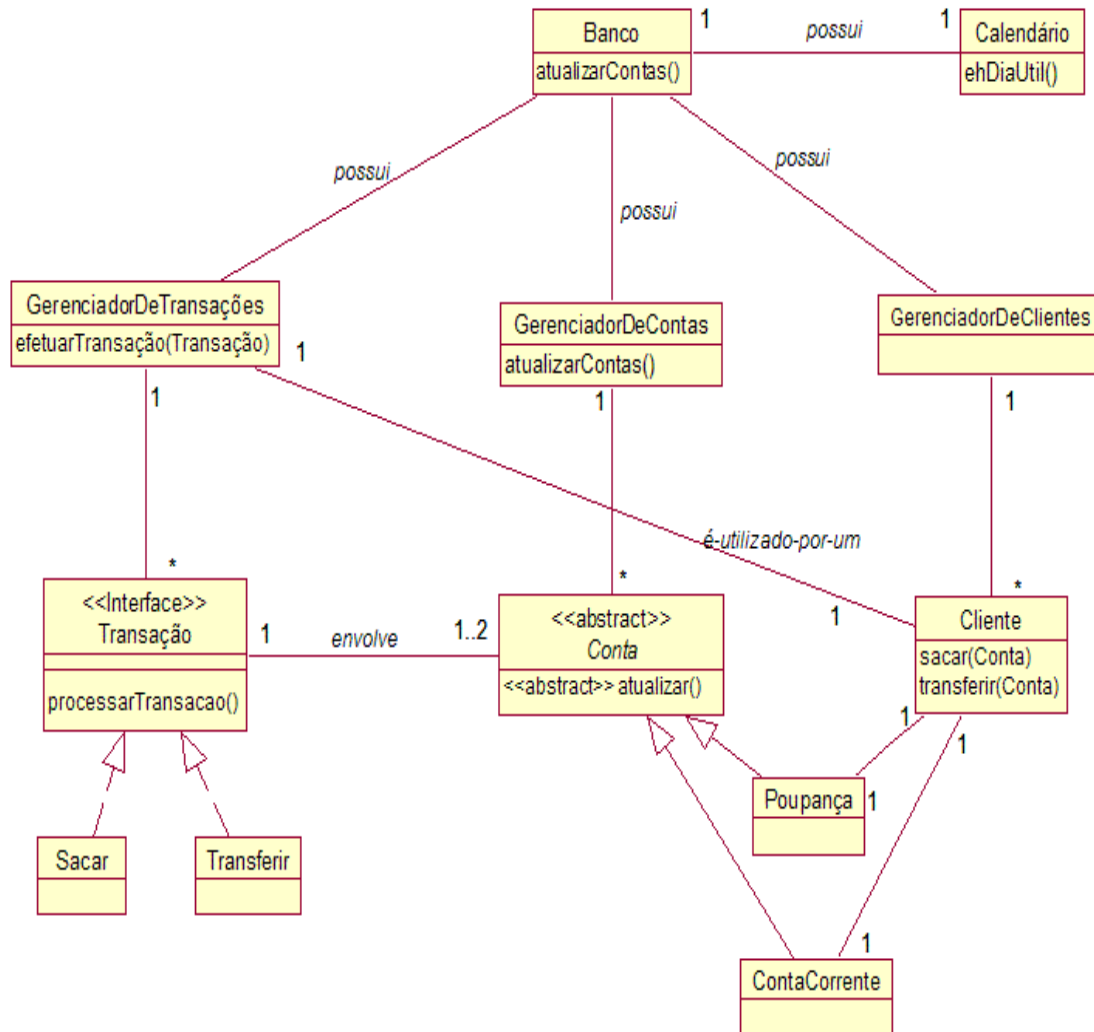 Banco
atualizarContas()
1
possui
1
Calendário
ehDiaUtil()
possui
possui
possui
GerenciadorDeTransações
efetuarTransação(Transação)
1
1
GerenciadorDeContas
atualizarContas()
1
GerenciadorDeClientes
1
é-utilizado-por-um
*
*
*
<<Interface>>
Transação
processarTransacao()
1
envolve
1..2
<<abstract>>
Conta
<<abstract>> atualizar()
1
Cliente
sacar(Conta)
transferir(Conta)
1
1
Poupança
1
Sacar
Transferir
1
ContaCorrente